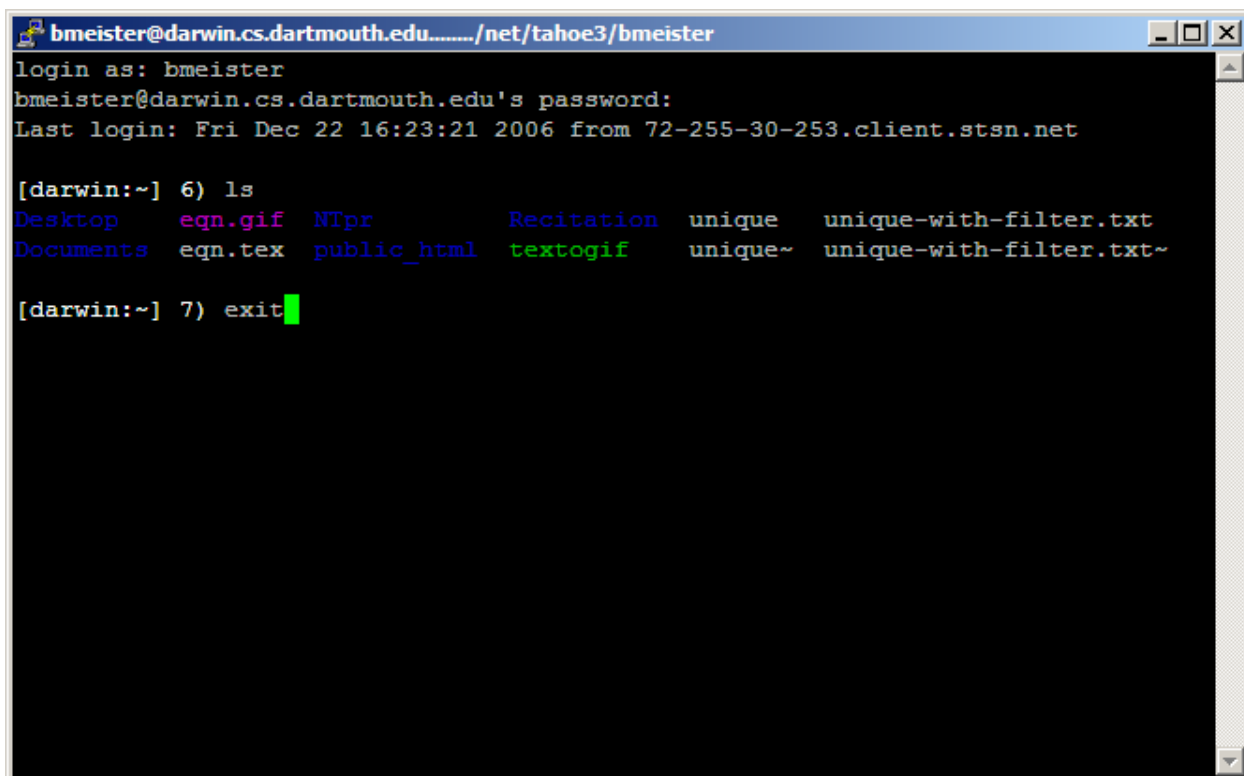 bmeister@darwin.cs.dartmouth.edu......../net/tahoe3/bmeister
login as: bmeister
bmeister@darwin.cs.dartmouth.edu's password:
Last login: Fri Dec 22 16:23:21 2006 from 72-255-30-253.client.stsn.net
[darwin:~] 6) ls
Desktop eqn.gif NTpr Recitation unique unique-with-filter.txt
Documents eqn.tex public_html textogif unique~ unique-with-filter.txt~
[darwin:~] 7) exit